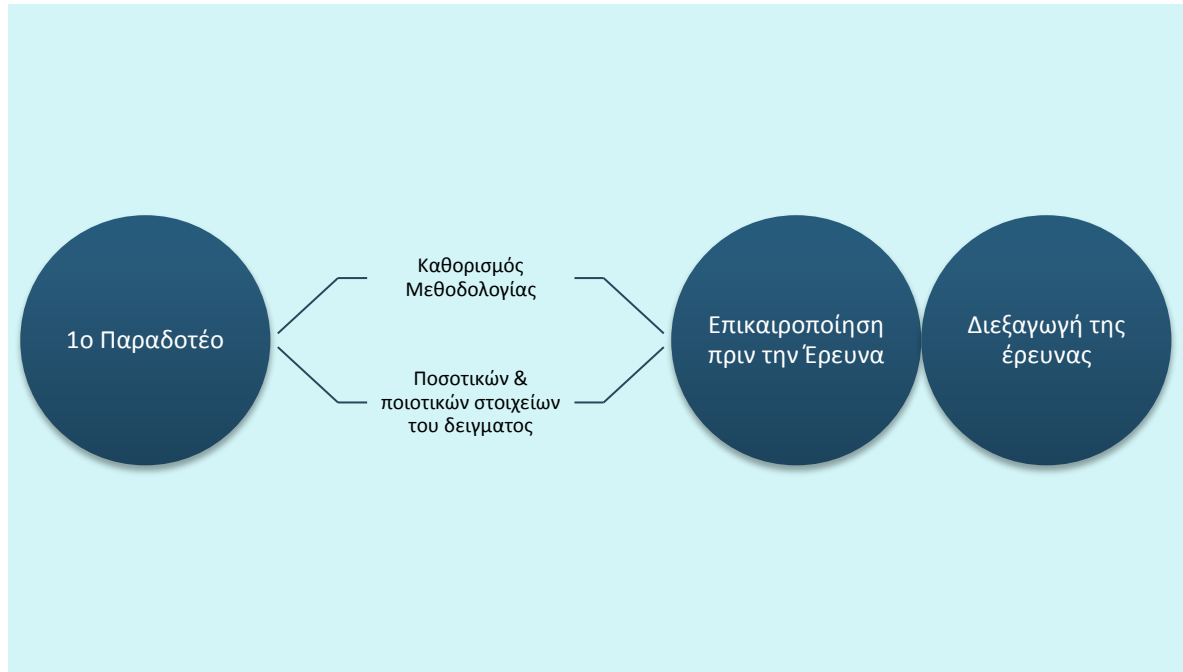 1ο Παραδοτέο
Καθορισμός
Μεθοδολογίας
Ποσοτικών &
ποιοτικών στοιχείων
του δειγματος
Επικαιροποίηση
πριν την Έρευνα
Διεξαγωγή της
έρευνας